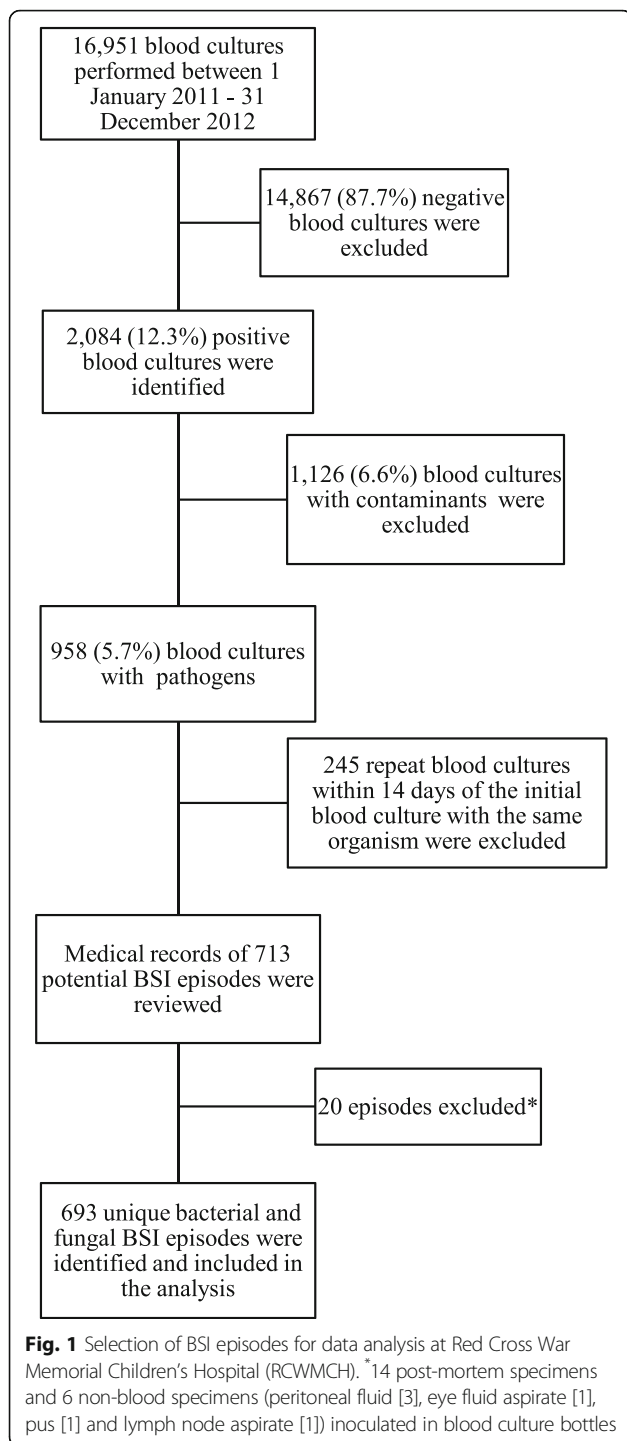 16,951 blood cultures
performed between 1
January 2011 - 31
December 2012
14,867 (87.7%) negative
blood cultures were
excluded
2,084 (12.3%) positive
blood cultures were
identified
1,126 (6.6%) blood cultures
with contaminants were
excluded
958 (5.7%) blood cultures
with pathogens
245 repeat blood cultures
within 14 days of the initial
blood culture with the same
organism were excluded
Medical records of 713
potential BSI episodes were
reviewed
20 episodes excluded*
693 unique bacterial and
fungal BSI episodes were
identified and included in
the analysis
Fig. 1 Selection of BSI episodes for data analysis at Red Cross War
Memorial Children's Hospital (RCWMCH). *14 post-mortem specimens
and 6 non-blood specimens (peritoneal fluid [3], eye fluid aspirate [1],
pus [1] and lymph node aspirate [1]) inoculated in blood culture bottles